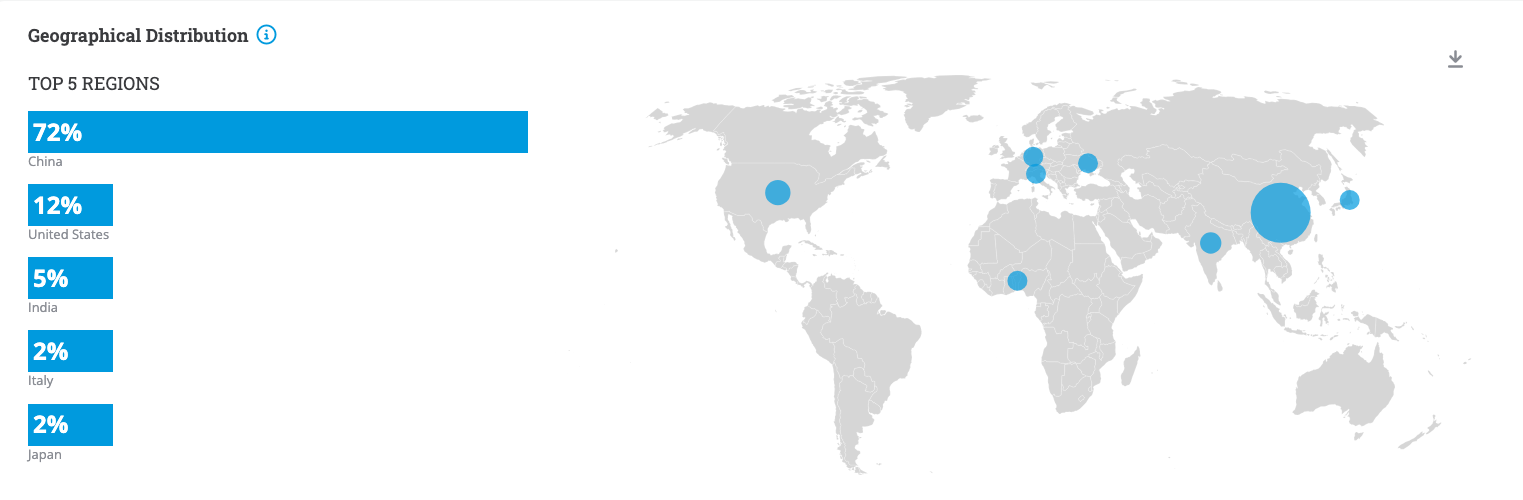 Geographical Distribution
TOP 5 REGIONS
72%
China
12%
United States
5%
India
2%
Italy
2%
Japan